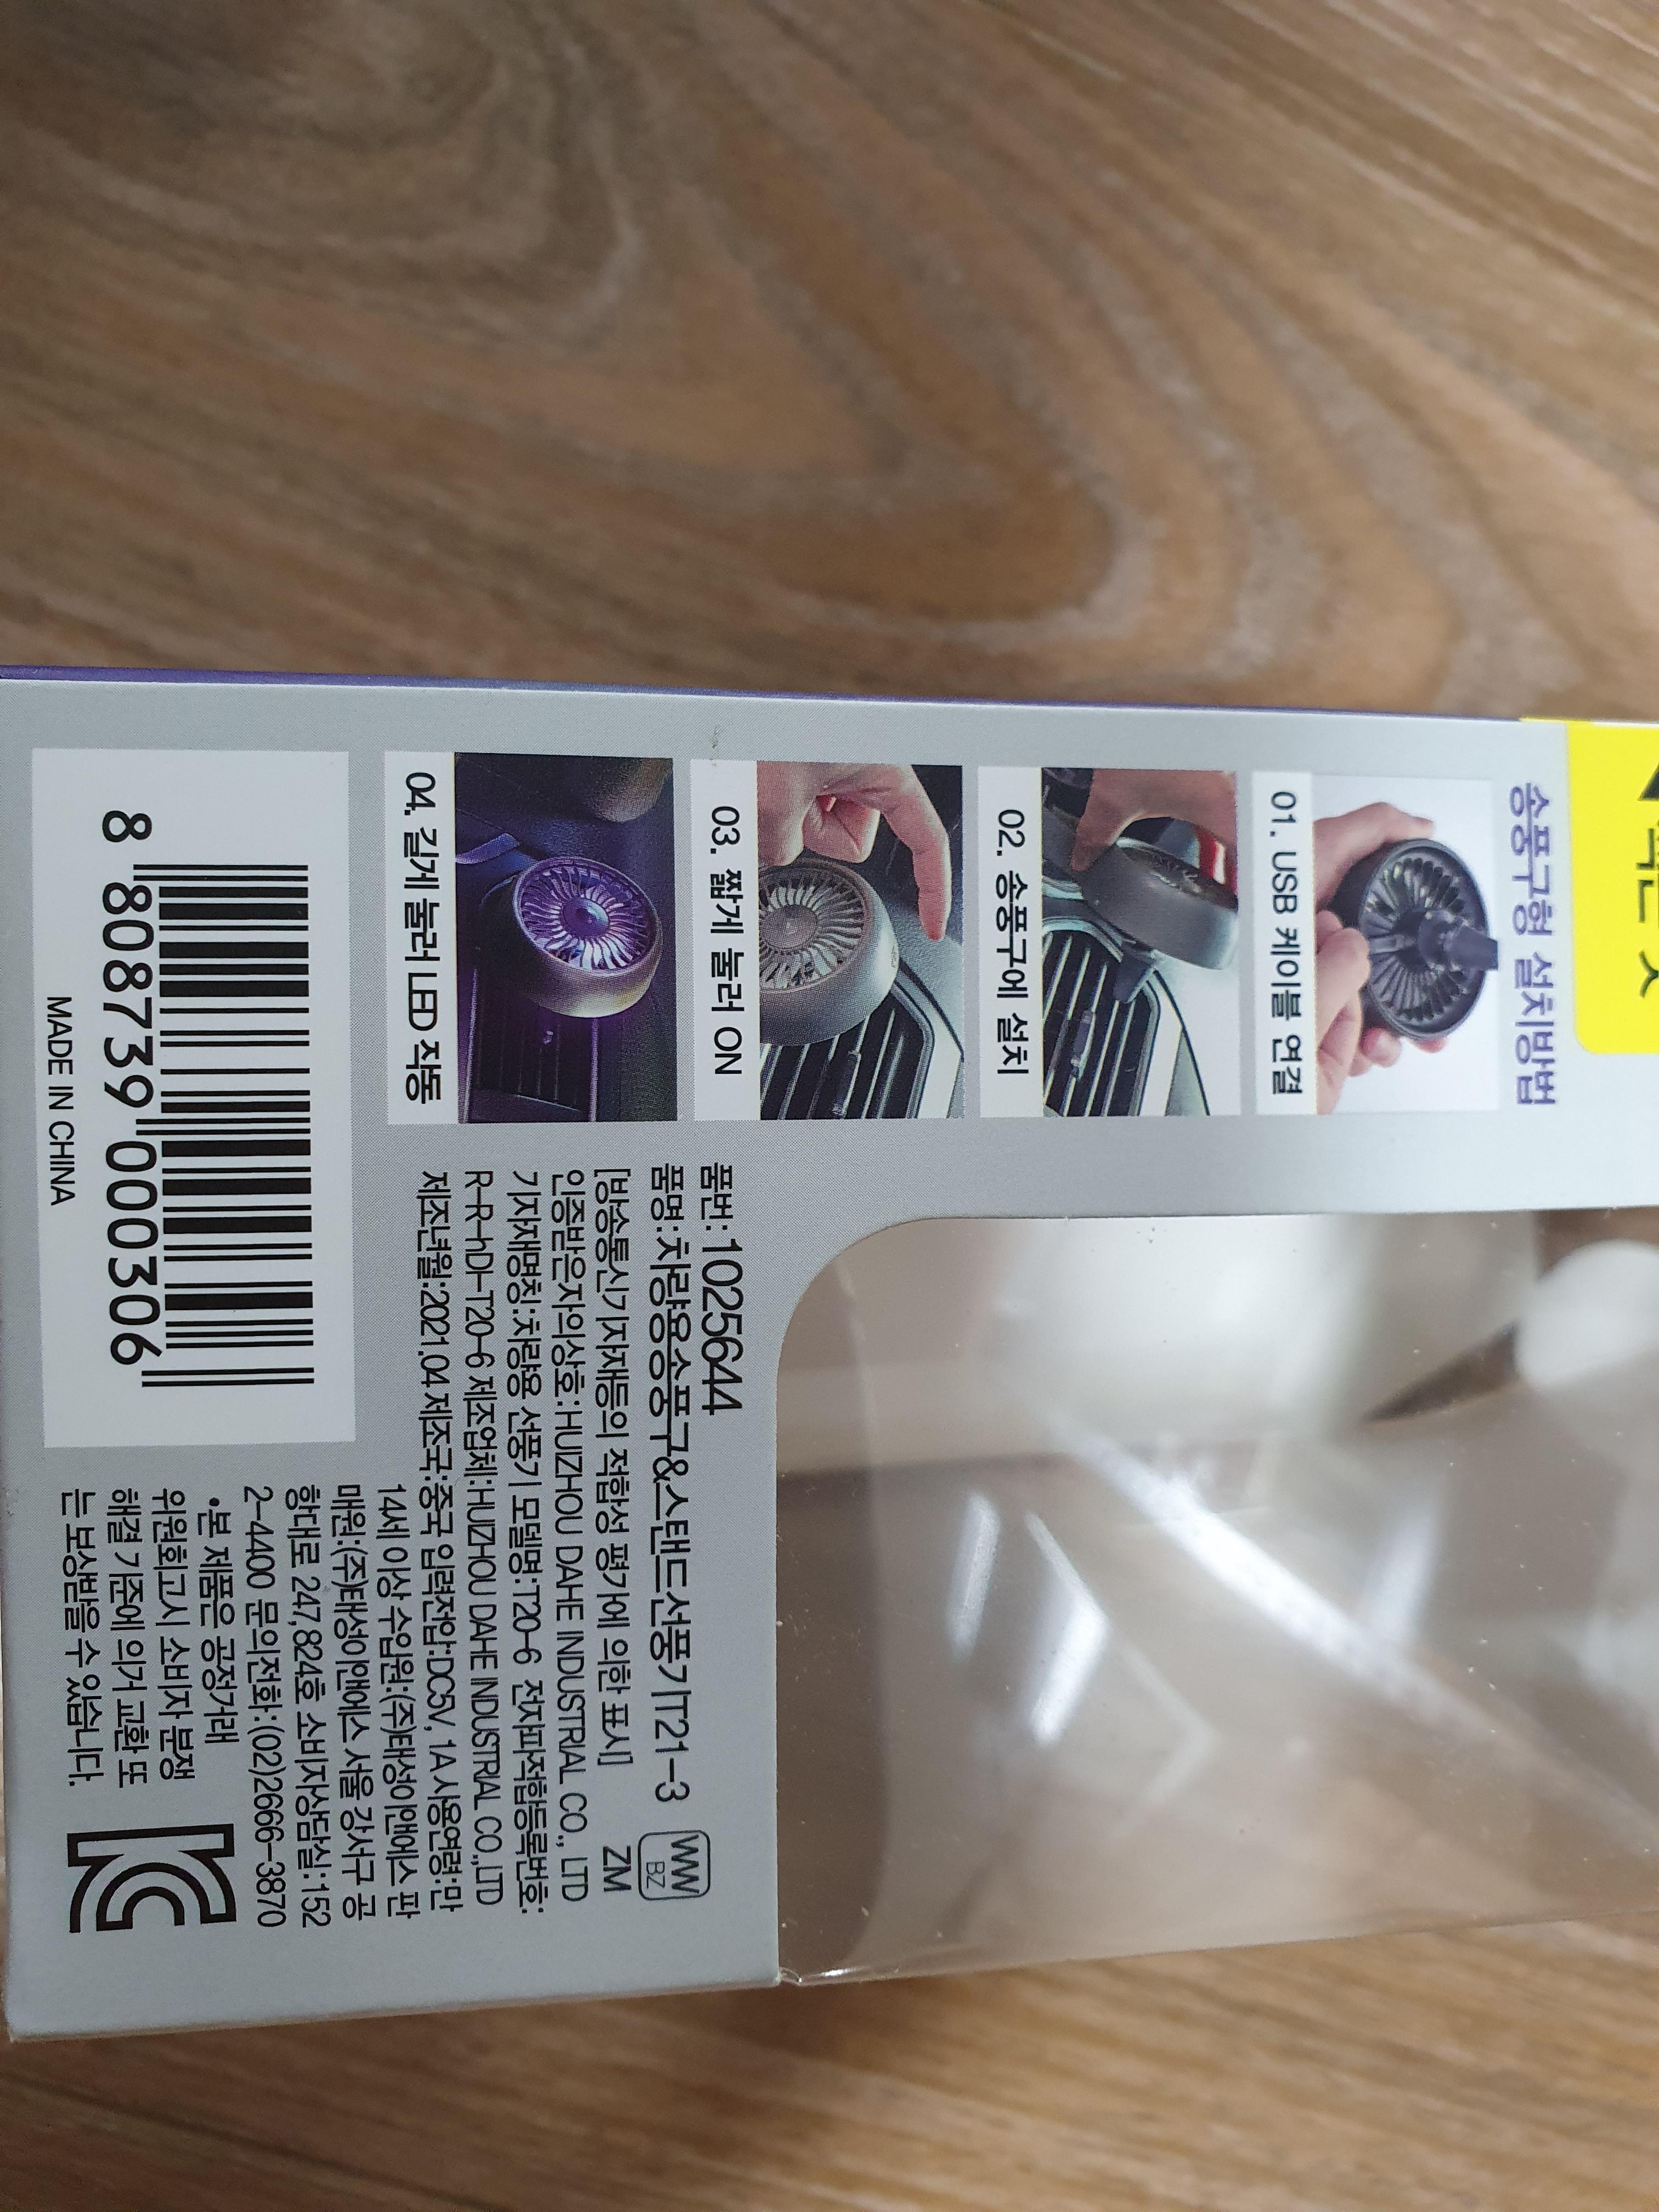 송풍구형 설치방법
01. USB 케이블 연결
02. 송풍구에 설치
03. 짧게 눌러 ON
04. 길게 눌러 LED 작동
품번: 1025644
품명:차량용송풍구&스탠드선풍기T21-3
[방송통신기자재등의 적합성 평가에 의한 표시]
인증받은자의상호:HUIZHOU DAHE INDUSTRIAL CO., LTD
기자재명칭:차량용 선풍기 모델명:T20-6 전자파적합등록번호:
R-R-hDI-T20-6 제조업체:HUIZHOU DAHE INDUSTRIAL CO.,LTD
제조년월:2021.04 제조국:중국 입력전압:DC5V, 1A 사용연령:만
14세 이상 수입원:(주)태성이앤에스 판
매원:(주)태성이앤에스 서울 강서구 공
항대로 247,824호 소비자상담실:152
2-4400 문의전화:(02)2666-3870
•본 제품은 공정거래
위원회고시 소비자 분쟁
해결 기준에 의거 교환 또
는 보상받을 수 있습니다.
WW
BZ
ZM
8 808739 000306
MADE IN CHINA